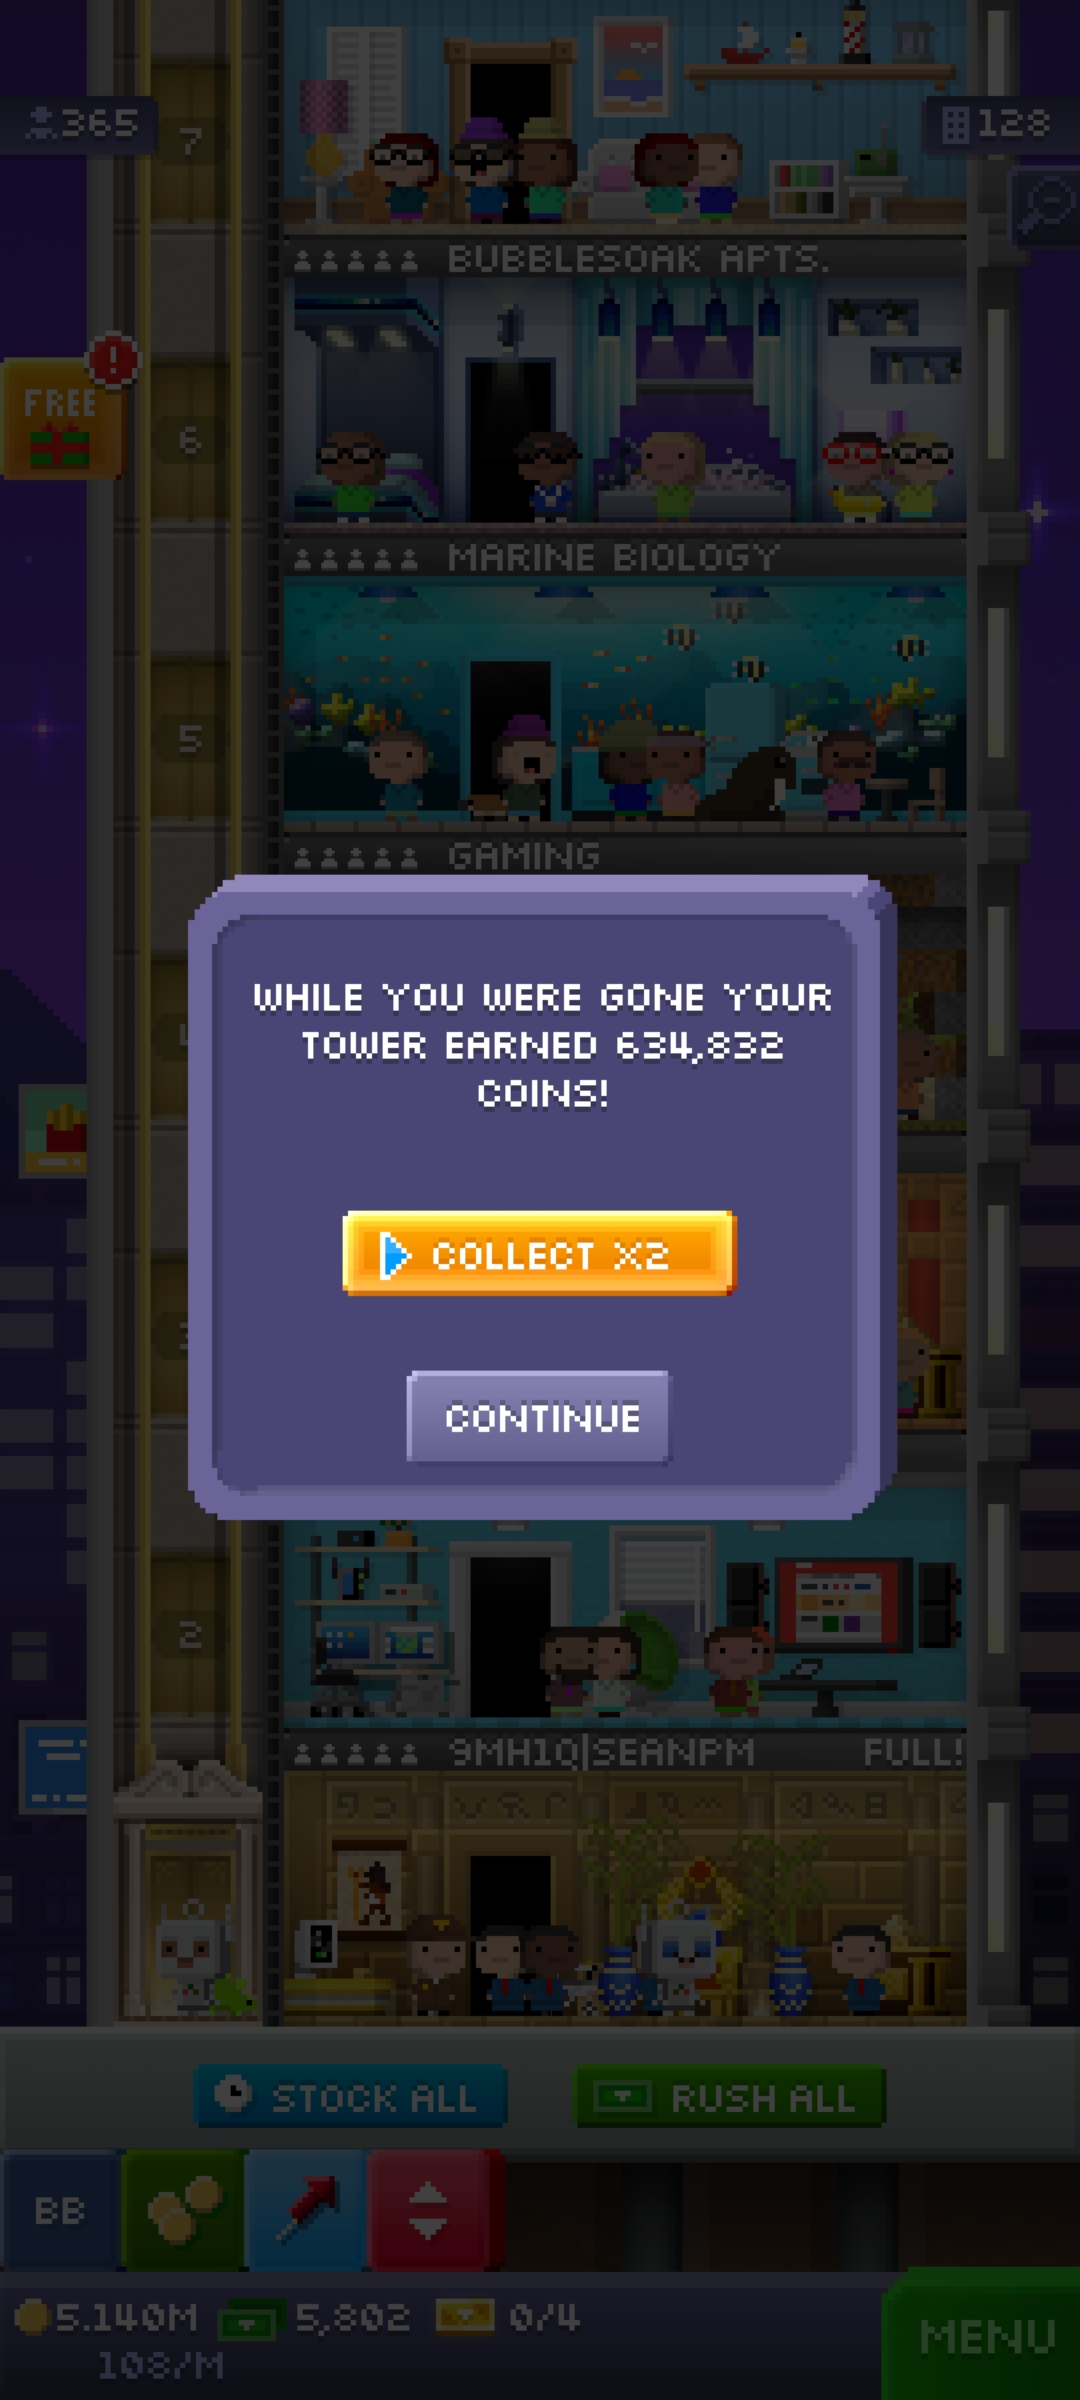 365
7
128
BUBBLESOAK APTS.
FREE
!
6
MARINE BIOLOGY
5
GAMING
WHILE YOU WERE GONE YOUR
TOWER EARNED 634,832
COINS!
COLLECT X2
CONTINUE
2
9MH1Q|SEANPM FULL!
STOCK ALL
RUSH ALL
BB
5.140M
5,802
0/4
108/M
MENU